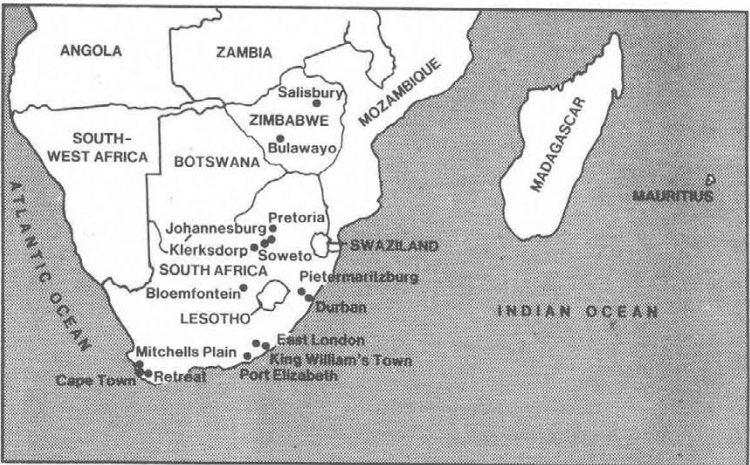 ANGOLA
ZAMBIA
MOZAMBIQUE
Salisbury
ZIMBABWE
Bulawayo
SOUTH-
WEST AFRICA
BOTSWANA
MADAGASCAR
MAURITIUS
ATLANTIC OCEAN
Pretoria
Johannesburg
Klerksdorp
Soweto
SWAZILAND
SOUTH AFRICA
Pietermaritzburg
Bloemfontein
Durban
LESOTHO
INDIAN OCEAN
East London
Mitchells Plain
King William's Town
Port Elizabeth
Cape Town
Retreat